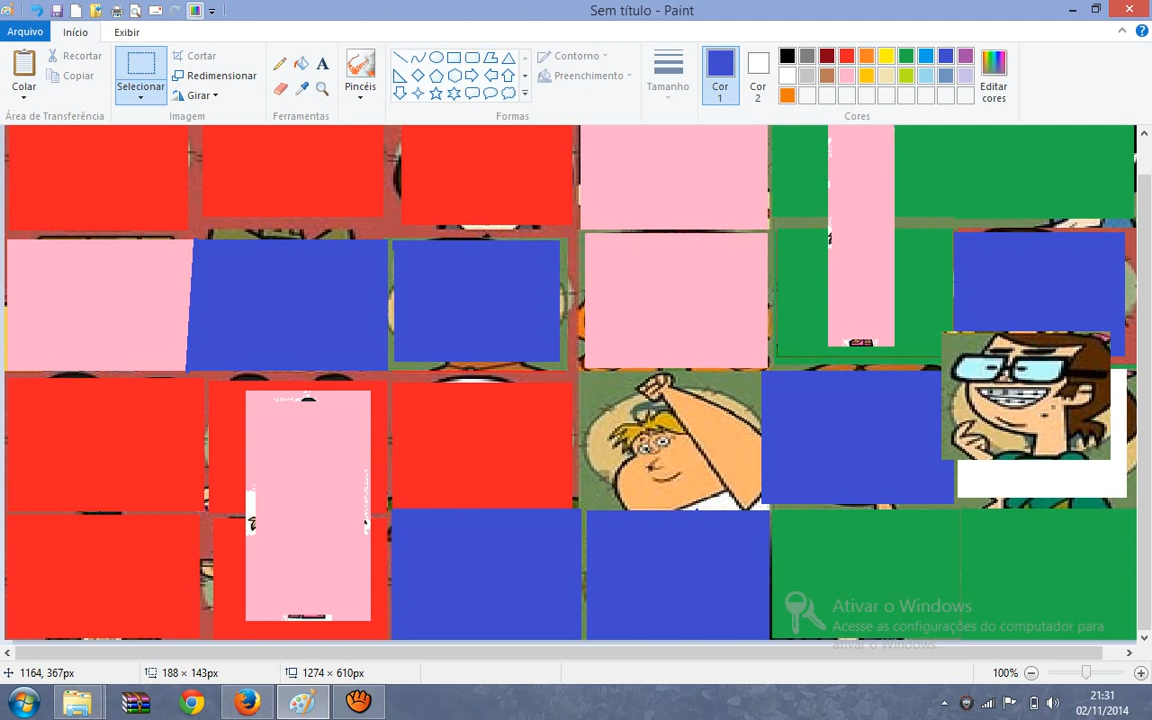 Sem título - Paint
Arquivo Início Exibir
Colar
Recortar
Copiar
Área de Transferência
Selecionar
Cortar
Redimensionar
Girar
Imagem
Ferramentas
Pincéis
Formas
Contorno
Preenchimento
Tamanho
Cor 1
Cor 2
Cores
Editar cores
Ativar o Windows
Acesse as configurações do computador para
ativar o Windows.
1164, 367px 188 × 143px 1274 × 610px 100%
21:31
02/11/2014